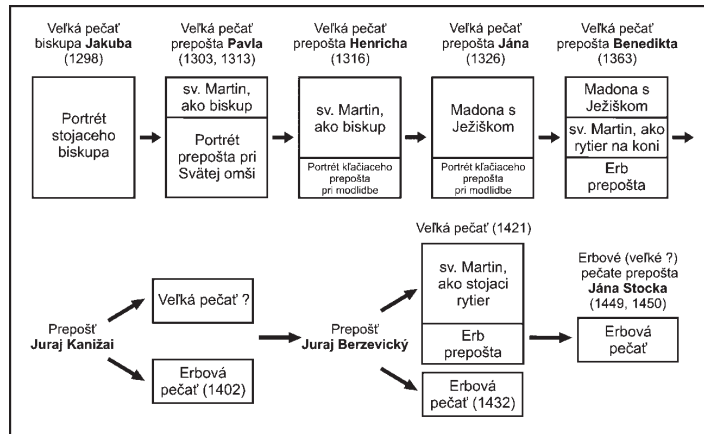 Veľká pečať
biskupa Jakuba
(1298)
Portrét
stojaceho
biskupa
Veľká pečať
prepošta Pavla
(1303, 1313)
sv. Martin,
ako biskup
Portrét
prepošta pri
Svätej omši
Veľká pečať
prepošta Henricha
(1316)
sv. Martin,
ako biskup
Portrét kľačiaceho
prepošta
pri modlidbe
Veľká pečať
prepošta Jána
(1326)
Madona s
Ježiškom
Portrét kľačiaceho
prepošta
pri modlidbe
Veľká pečať
prepošta Benedikta
(1363)
Madona s
Ježiškom
sv. Martin, ako
rytier na koni
Erb
prepošta
Prepošt
Juraj Kanižai
Veľká pečať ?
Erbová
pečať (1402)
Prepošt
Juraj Berzevický
Veľká pečať (1421)
sv. Martin,
ako stojaci
rytier
Erb
prepošta
Erbová
pečať (1432)
Erbové (veľké ?)
pečate prepošta
Jána Stocka
(1449, 1450)
Erbová
pečať